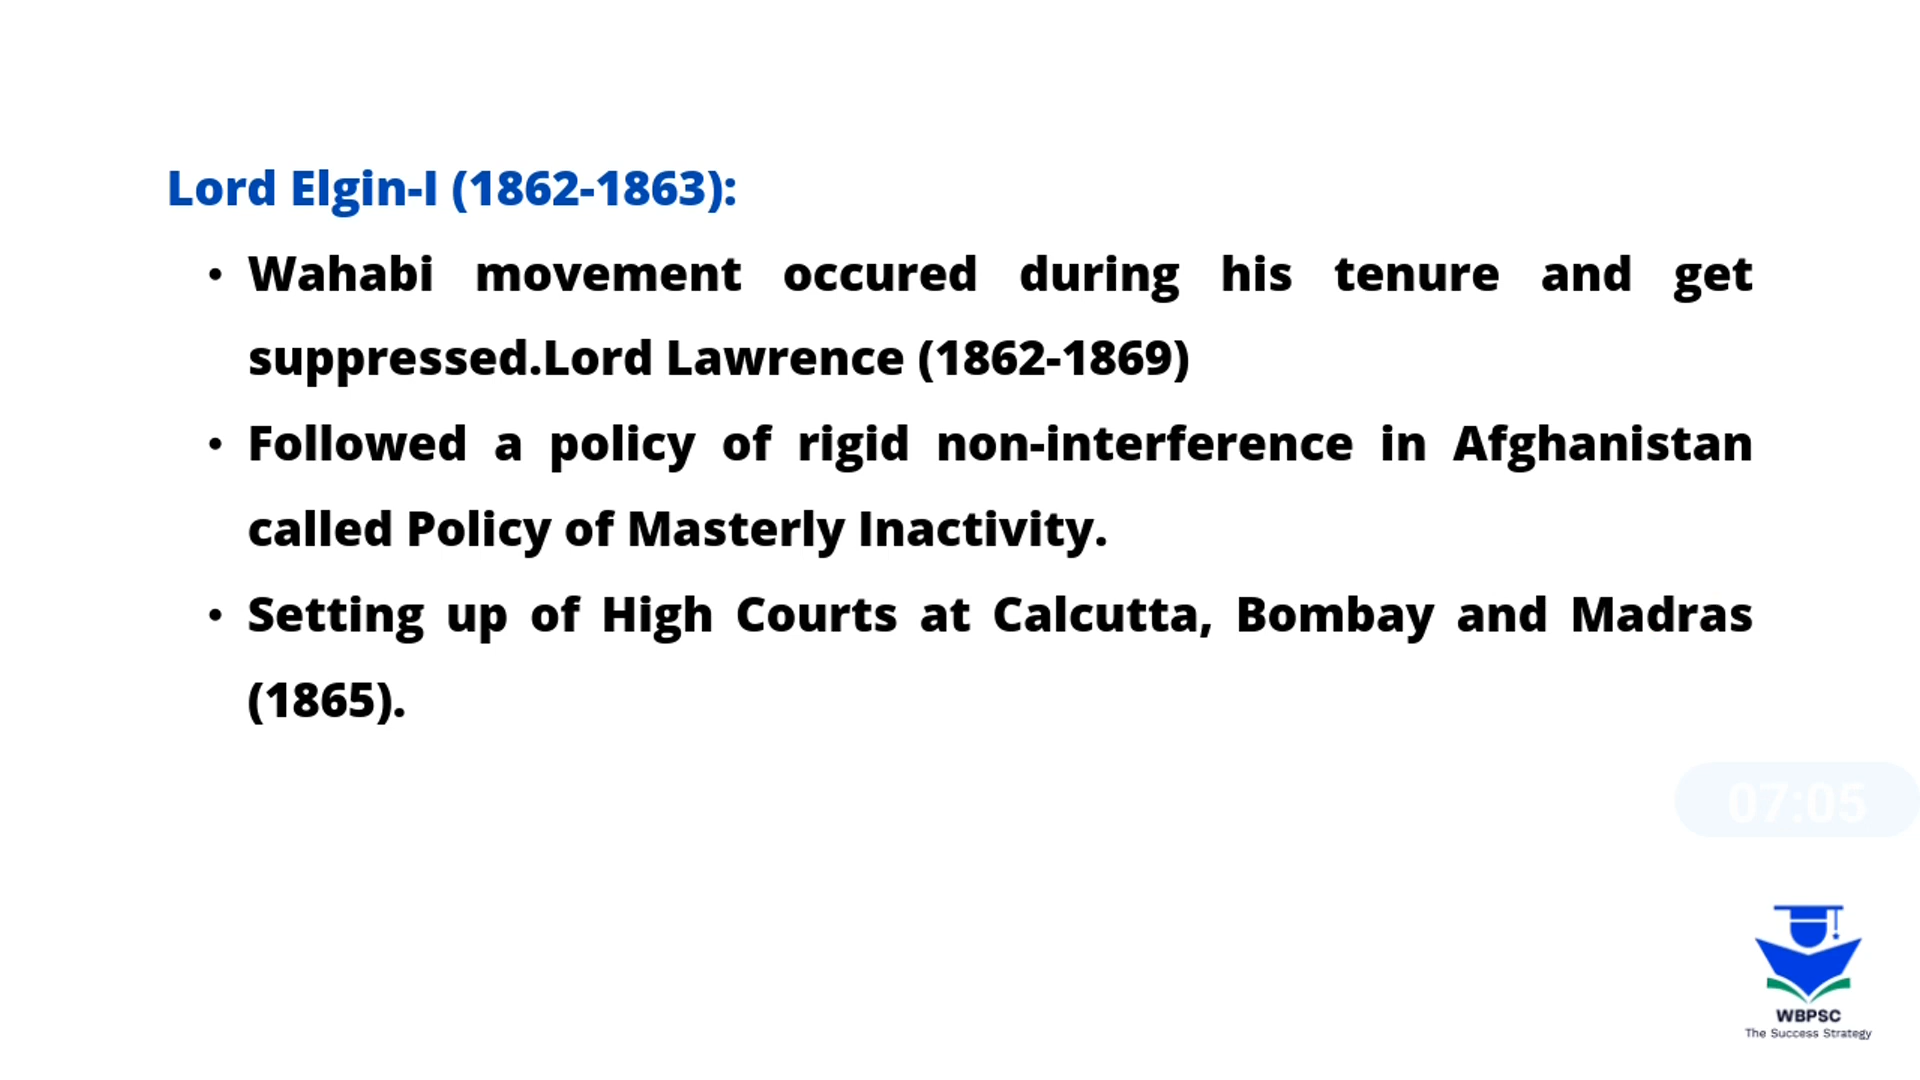 Lord Elgin-I (1862-1863):
• Wahabi movement occured during his tenure and get
suppressed.Lord Lawrence (1862-1869)
• Followed a policy of rigid non-interference in Afghanistan
called Policy of Masterly Inactivity.
• Setting up of High Courts at Calcutta, Bombay and Madras
(1865).
07:05
WBPSC
The Success Strategy